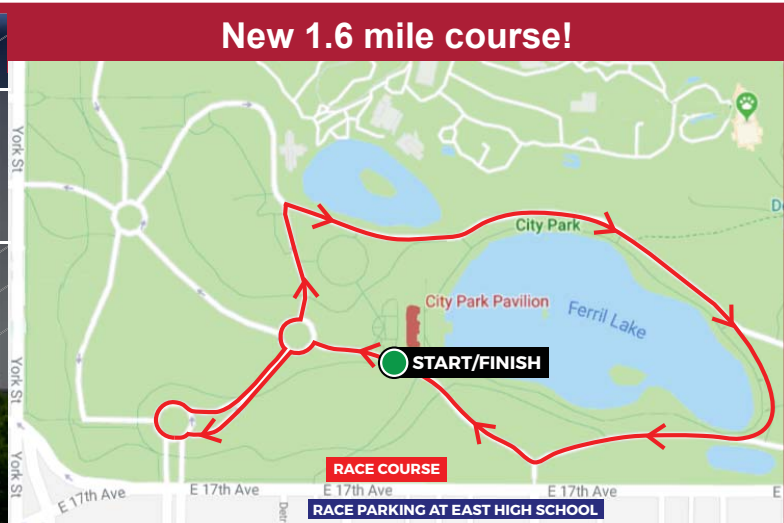 New 1.6 mile course!
York St
City Park
City Park Pavilion
Ferril Lake
START/FINISH
York St
RACE COURSE
York St
E 17th Ave
E 17th Ave
E 17th Ave
E 17th Ave
RACE PARKING AT EAST HIGH SCHOOL